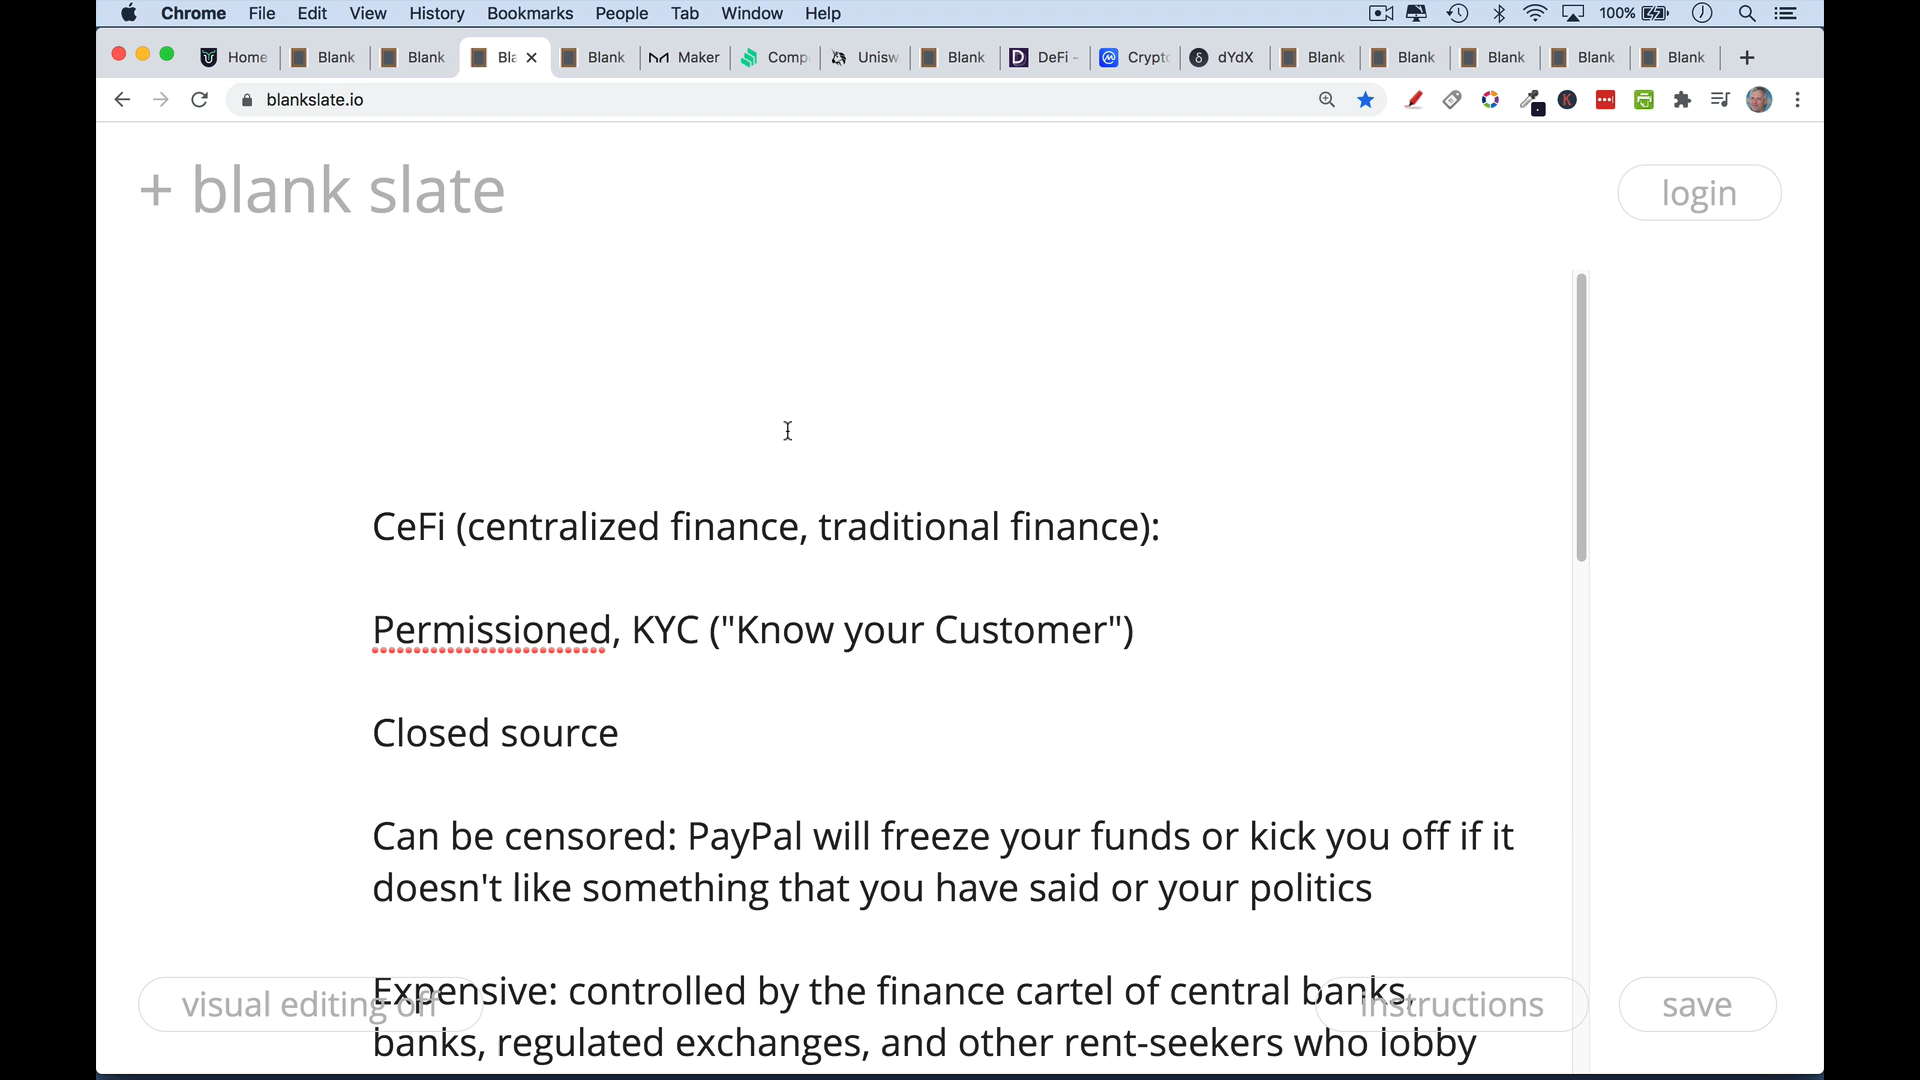 Chrome File Edit View History Bookmarks People Tab Window Help 100%
Home Blank Blank Bla Blank Maker Comp Unisw Blank DeFi - Crypto dYdX Blank Blank Blank Blank Blank
blankslate.io
+ blank slate
login
CeFi (centralized finance, traditional finance):
Permissioned, KYC ("Know your Customer")
Closed source
Can be censored: PayPal will freeze your funds or kick you off if it
doesn't like something that you have said or your politics
Expensive: controlled by the finance cartel of central banks,
banks, regulated exchanges, and other rent-seekers who lobby
visual editing off
instructions
save